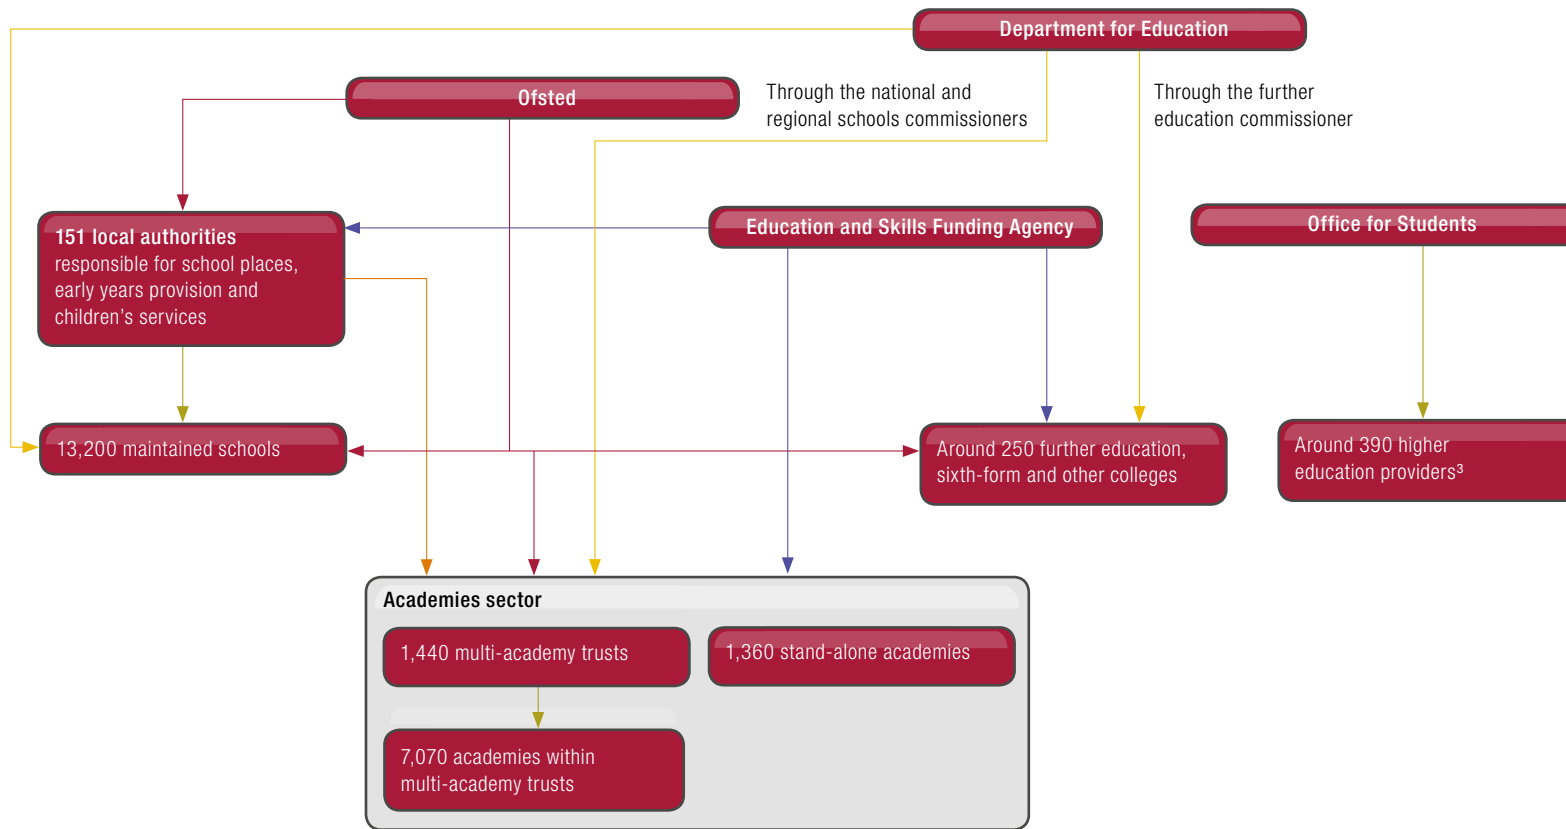 Department for Education
Ofsted
Through the national and
regional schools commissioners
Through the further
education commissioner
151 local authorities
responsible for school places,
early years provision and
children’s services
Education and Skills Funding Agency
Office for Students
13,200 maintained schools
Around 250 further education,
sixth-form and other colleges
Around 390 higher
education providers³
Academies sector
1,440 multi-academy trusts
1,360 stand-alone academies
7,070 academies within
multi-academy trusts